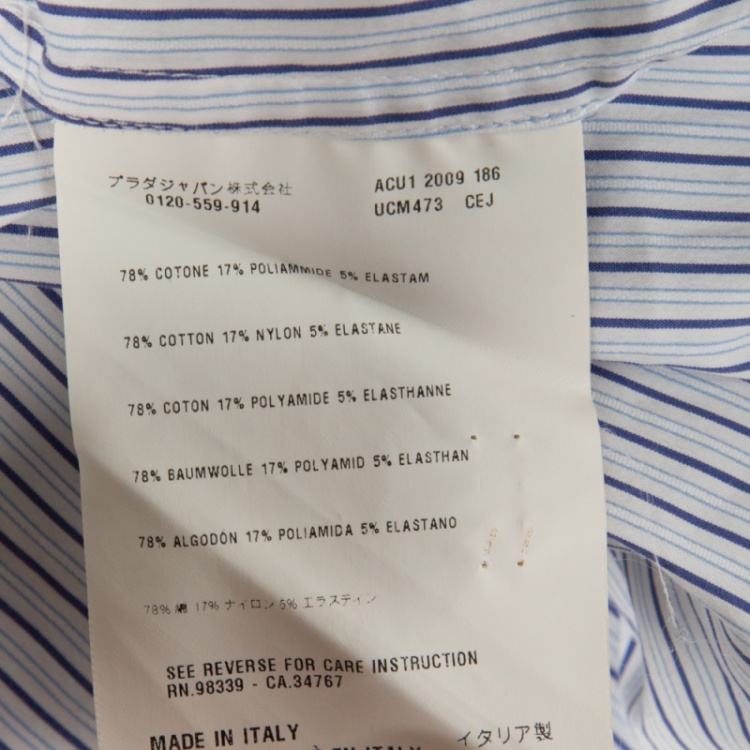 プラダジャパン株式会社
0120-559-914
ACU1 2009 186
UCM473 CEJ
78% COTONE 17% POLIAMMIDE 5% ELASTAM
78% COTTON 17% NYLON 5% ELASTANE
78% COTON 17% POLYAMIDE 5% ELASTHANNE
78% BAUMWOLLE 17% POLYAMID 5% ELASTHAN
78% ALGODÓN 17% POLIAMIDA 5% ELASTANO
78% 綿 17% ナイロン 5% エラスティン
SEE REVERSE FOR CARE INSTRUCTION
RN.98339 - CA.34767
MADE IN ITALY
イタリア製
EN ITALY